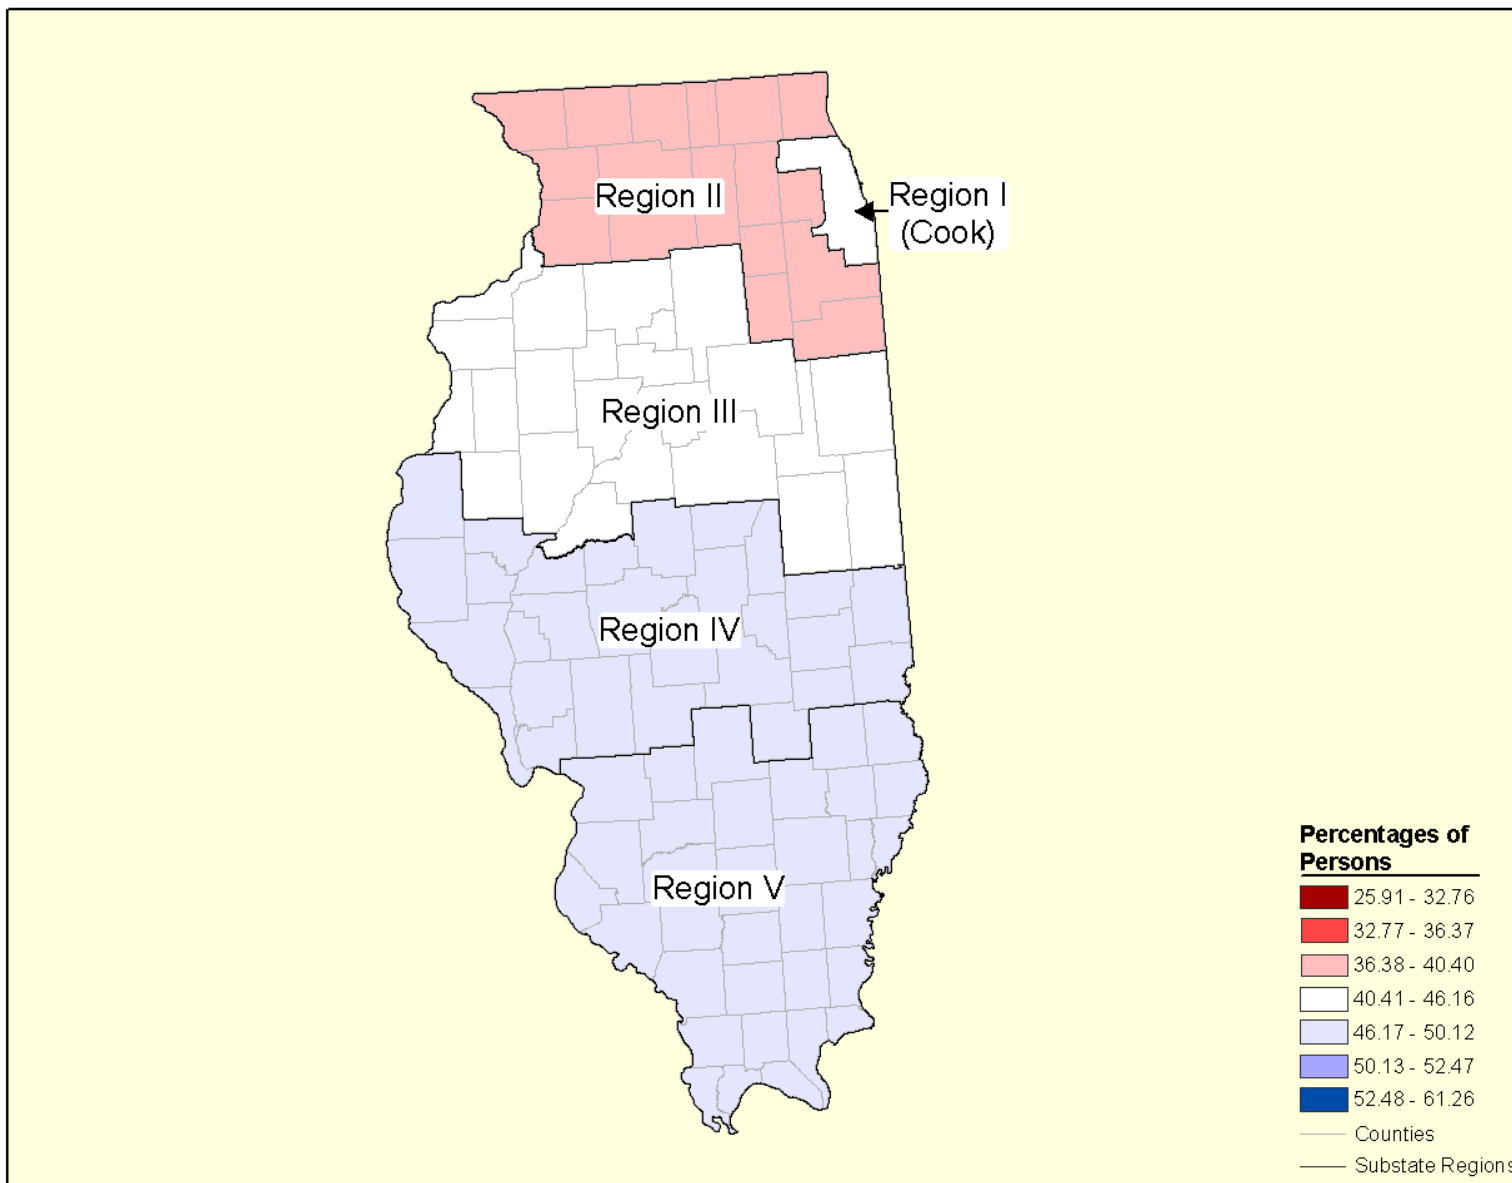 Region II
Region I
(Cook)
Region III
Region IV
Region V
Percentages of
Persons
25.91 - 32.76
32.77 - 36.37
36.38 - 40.40
40.41 - 46.16
46.17 - 50.12
50.13 - 52.47
52.48 - 61.26
Counties
Substate Regions